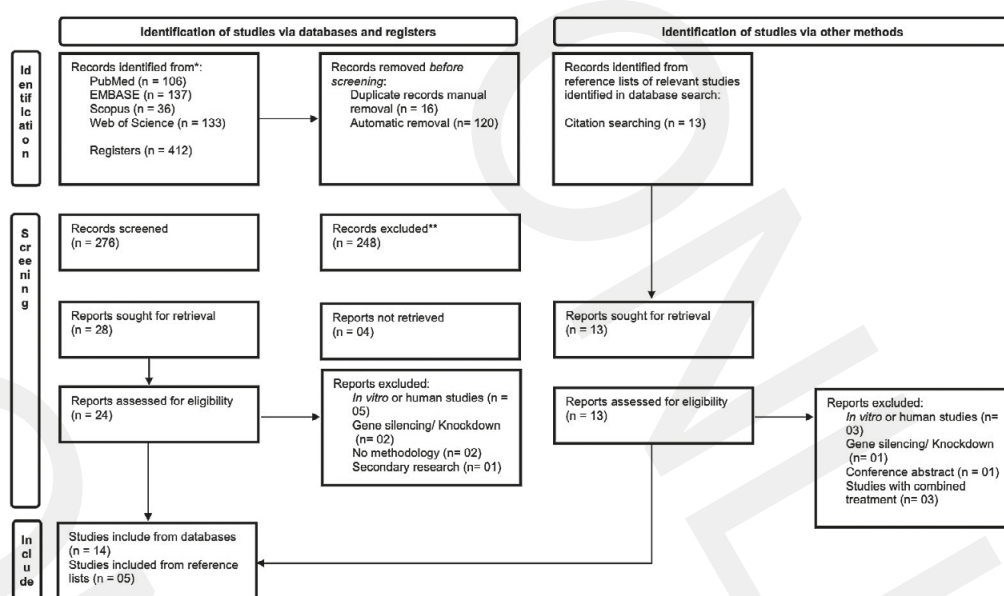 Identification of studies via databases and registers
Identification of studies via other methods
Id
en
tif
ic
ati
o
n
Records identified from*:
PubMed (n = 106)
EMBASE (n = 137)
Scopus (n = 36)
Web of Science (n = 133)
Registers (n = 412)
Records removed before
screening:
Duplicate records manual
removal (n = 16)
Automatic removal (n= 120)
Records identified from
reference lists of relevant studies
identified in database search:
Citation searching (n = 13)
S
cr
ee
ni
n
g
Records screened
(n = 276)
Records excluded**
(n = 248)
Reports sought for retrieval
(n = 28)
Reports not retrieved
(n = 04)
Reports sought for retrieval
(n = 13)
Reports assessed for eligibility
(n = 24)
Reports excluded:
In vitro or human studies (n =
05)
Gene silencing/ Knockdown
(n= 02)
No methodology (n= 02)
Secondary research (n= 01)
Reports assessed for eligibility
(n = 13)
Reports excluded:
In vitro or human studies (n=
03)
Gene silencing/ Knockdown
(n= 01)
Conference abstract (n = 01)
Studies with combined
treatment (n= 03)
In
cl
u
de
Studies include from databases
(n = 14)
Studies included from reference
lists (n = 05)